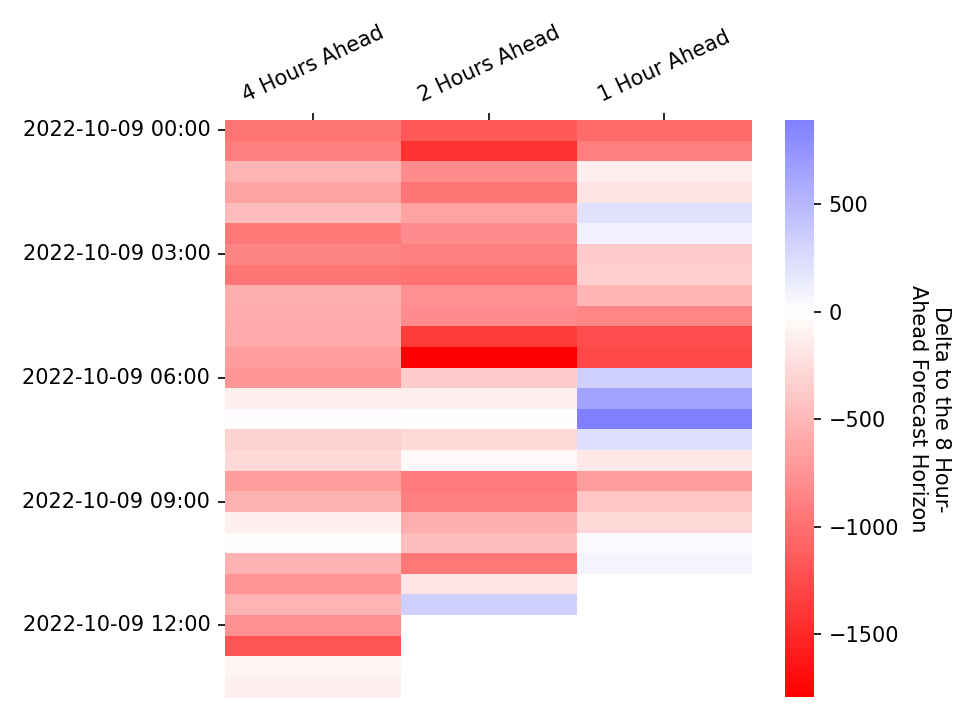 4 Hours Ahead
2 Hours Ahead
1 Hour Ahead
2022-10-09 00:00
2022-10-09 03:00
2022-10-09 06:00
2022-10-09 09:00
2022-10-09 12:00
500
0
−500
−1000
−1500
Delta to the 8 Hour-
Ahead Forecast Horizon